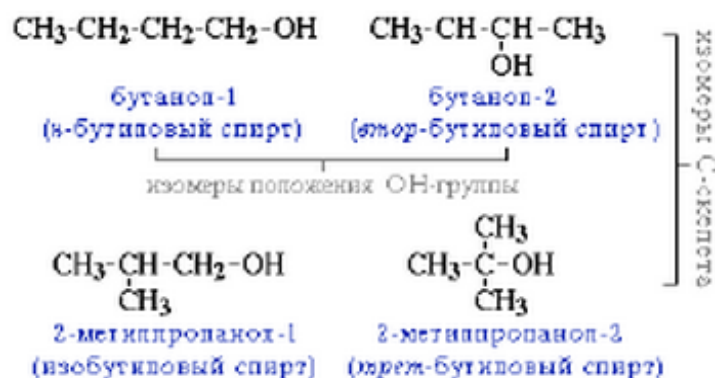 CH₃-CH₂-CH₂-CH₂-OH
бутанол-1
(н-бутиловый спирт)
CH₃-CH-CH-CH₃
OH
бутанол-2
(втор-бутиловый спирт)
изомеры положения OH-группы
CH₃-CH-CH₂-OH
CH₃
2-метилпропанол-1
(изобутиловый спирт)
CH₃
CH₃-C-OH
CH₃
2-метилпропанол-2
(трет-бутиловый спирт)
изомеры C-скелета